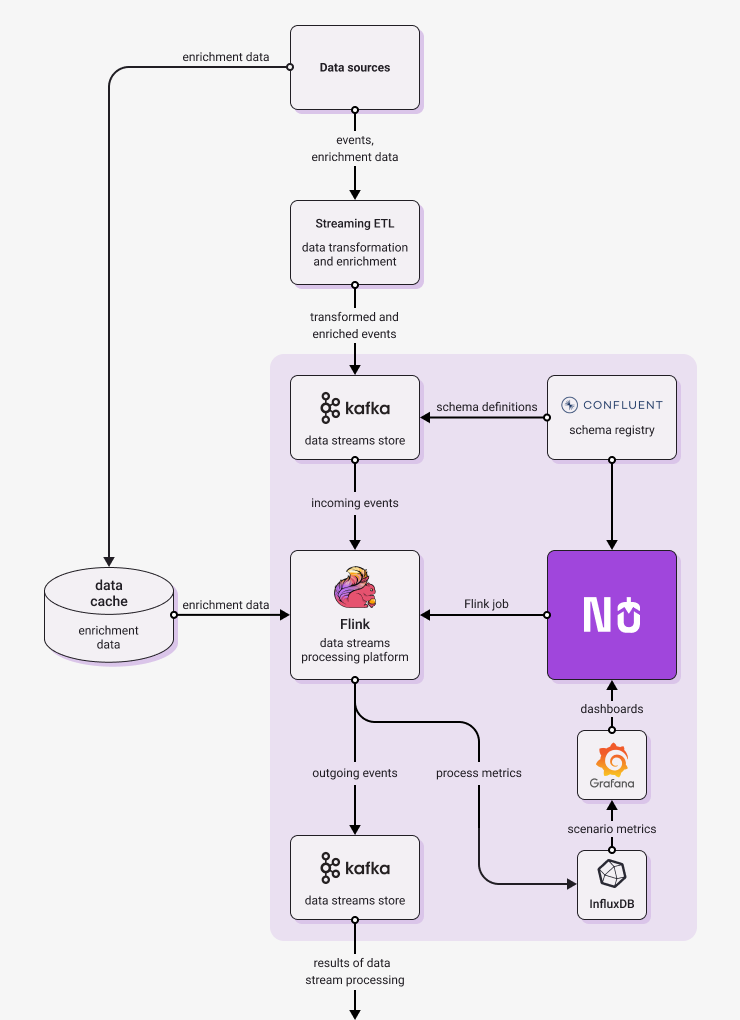 enrichment data
Data sources
events,
enrichment data
Streaming ETL
data transformation
and enrichment
transformed and
enriched events
kafka
data streams store
schema definitions
CONFLUENT
schema registry
incoming events
data
cache
enrichment
data
enrichment data
Flink
data streams
processing platform
Flink job
Nu
dashboards
Grafana
outgoing events
process metrics
scenario metrics
kafka
data streams store
InfluxDB
results of data
stream processing